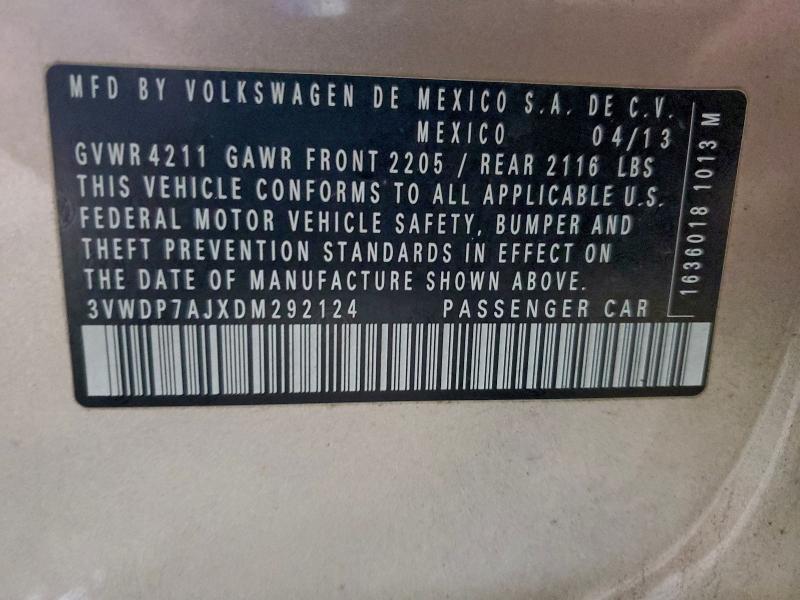 MFD BY VOLKSWAGEN DE MEXICO S.A. DE C.V.
MEXICO 04/13
GVWR 4211 GAWR FRONT 2205 / REAR 2116 LBS
THIS VEHICLE CONFORMS TO ALL APPLICABLE U.S.
FEDERAL MOTOR VEHICLE SAFETY, BUMPER AND
THEFT PREVENTION STANDARDS IN EFFECT ON
THE DATE OF MANUFACTURE SHOWN ABOVE.
3VWDP7AJXDM292124 PASSENGER CAR
1636018 1013 M